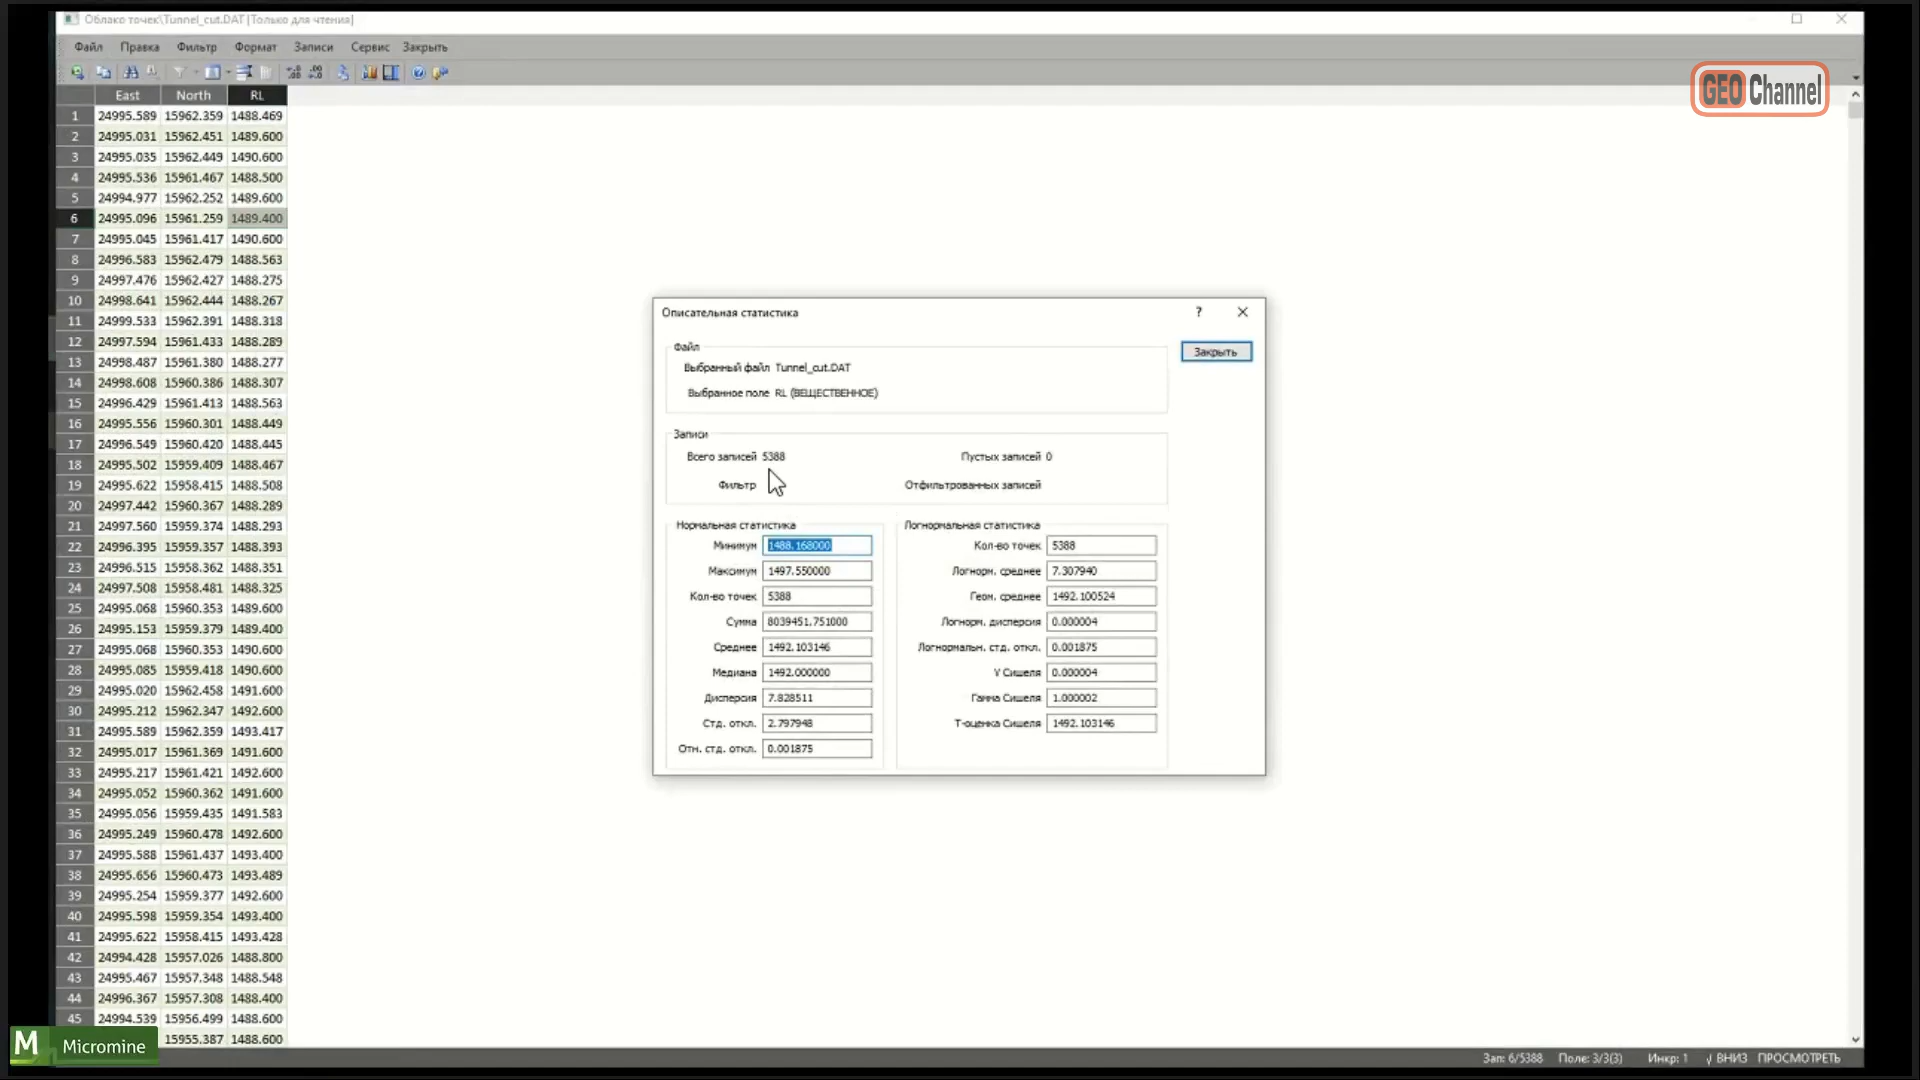 Облако точек\Tunnel_cut.DAT [Только для чтения]
Файл Правка Фильтр Формат Записи Сервис Закрыть
GEO Channel
East North RL
1 24995.589 15962.359 1488.469
2 24995.031 15962.451 1489.600
3 24995.035 15962.449 1490.600
4 24995.536 15961.467 1488.500
5 24994.977 15962.252 1489.600
6 24995.096 15961.259 1489.400
7 24995.045 15961.417 1490.600
8 24996.583 15962.479 1488.563
9 24997.476 15962.427 1488.275
10 24998.641 15962.444 1488.267
11 24999.533 15962.391 1488.318
12 24997.594 15961.433 1488.289
13 24998.487 15961.380 1488.277
14 24998.608 15960.386 1488.307
15 24996.429 15961.413 1488.563
16 24995.556 15960.301 1488.449
17 24996.549 15960.420 1488.445
18 24995.502 15959.409 1488.467
19 24995.622 15958.415 1488.508
20 24997.442 15960.367 1488.289
21 24997.560 15959.374 1488.293
22 24996.395 15959.357 1488.393
23 24996.515 15958.362 1488.351
24 24997.508 15958.481 1488.325
25 24995.068 15960.353 1489.600
26 24995.153 15959.379 1489.400
27 24995.068 15960.353 1490.600
28 24995.085 15959.418 1490.600
29 24995.020 15962.458 1491.600
30 24995.212 15962.347 1492.600
31 24995.589 15962.359 1493.417
32 24995.017 15961.369 1491.600
33 24995.217 15961.421 1492.600
34 24995.052 15960.362 1491.600
35 24995.056 15959.435 1491.583
36 24995.249 15960.478 1492.600
37 24995.588 15961.437 1493.400
38 24995.656 15960.473 1493.489
39 24995.254 15959.377 1492.600
40 24995.598 15959.354 1493.400
41 24995.622 15958.415 1493.428
42 24994.428 15957.026 1488.800
43 24995.467 15957.348 1488.548
44 24996.367 15957.308 1488.400
45 24994.539 15956.499 1488.600
15955.387 1488.600
Описательная статистика ?
Файл
Закрыть
Выбранный файл Tunnel_cut.DAT
Выбранное поле RL (ВЕЩЕСТВЕННОЕ)
Записи
Всего записей 5388 Пустых записей 0
Фильтр Отфильтрованных записей
Нормальная статистика
Минимум 1488.168000
Максимум 1497.550000
Кол-во точек 5388
Сумма 8039451.751000
Среднее 1492.103146
Медиана 1492.000000
Дисперсия 7.828511
Стд. откл. 2.797948
Отн. стд. откл. 0.001875
Логнормальная статистика
Кол-во точек 5388
Логнорм. среднее 7.307940
Геом. среднее 1492.100524
Логнорм. дисперсия 0.000004
Логнормальн. стд. откл. 0.001875
V Сишеля 0.000004
Гамма Сишеля 1.000002
Т-оценка Сишеля 1492.103146
M Micromine
Зап: 6/5388 Поле: 3/3(3) Инкр: 1 ВНИЗ ПРОСМОТРЕТЬ